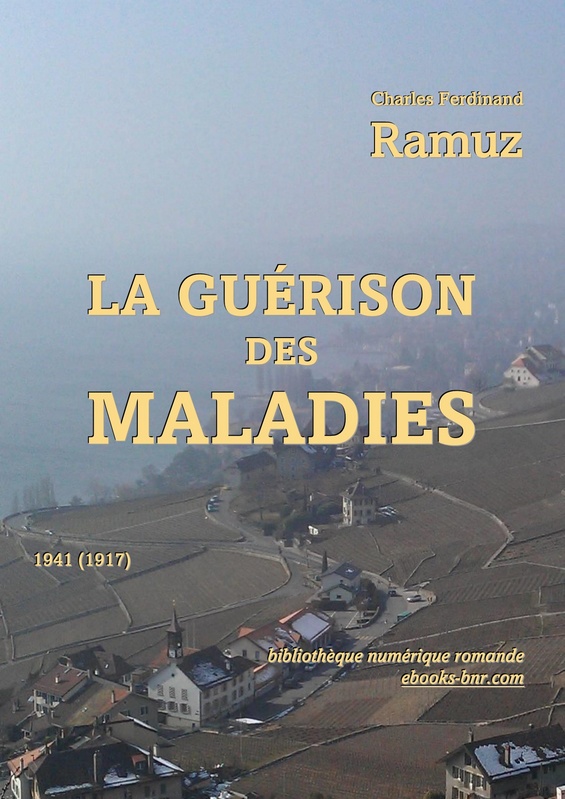 Charles Ferdinand
Ramuz
LA GUÉRISON
DES
MALADIES
1941 (1917)
bibliothèque numérique romande
ebooks-bnr.com